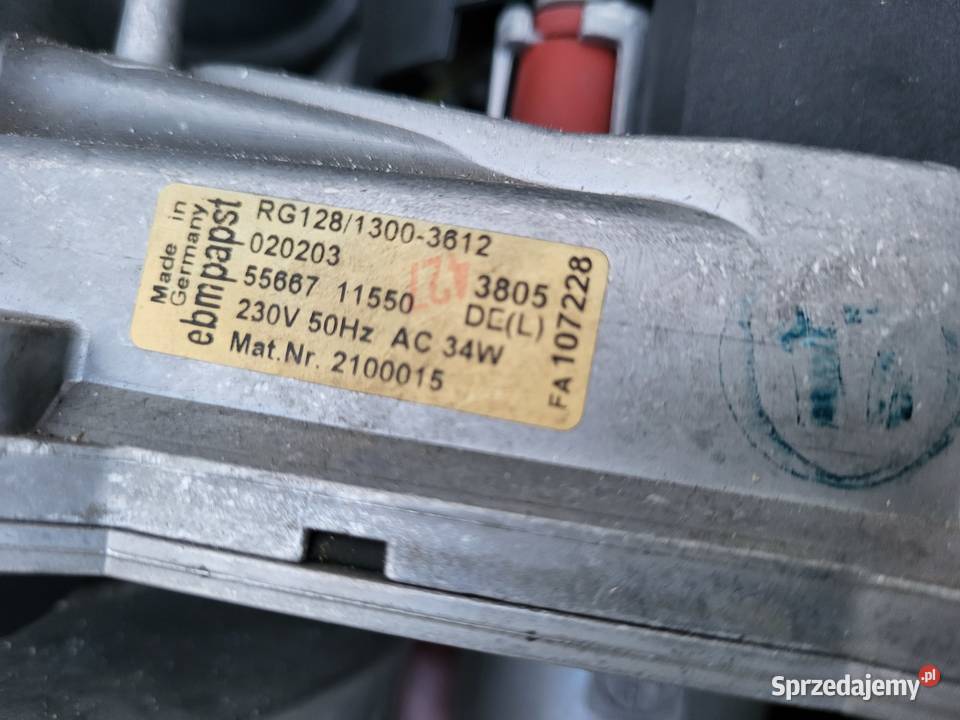 Made in
Germany
ebmpapst
RG128/1300-3612
020203
55667 11550
3805
DE(L)
230V 50Hz AC 34W
Mat.Nr. 2100015
FA 107228
Sprzedajemy.pl